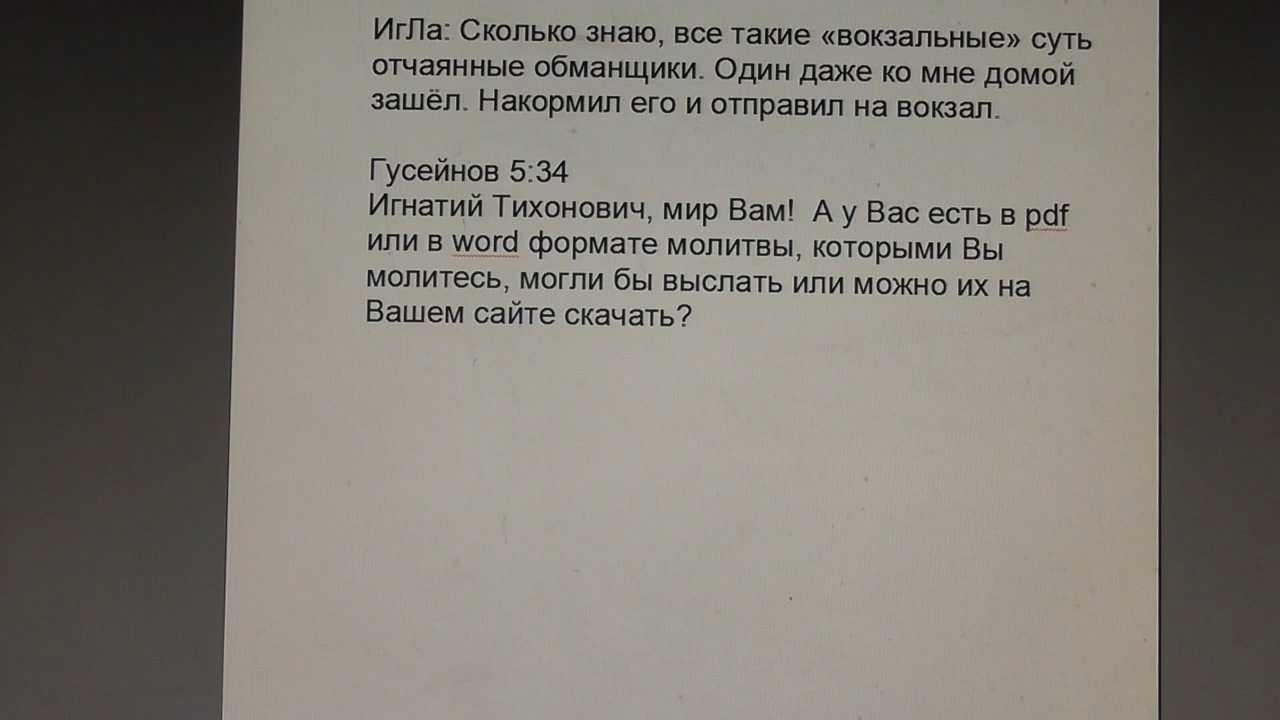 ИгЛа: Сколько знаю, все такие «вокзальные» суть
отчаянные обманщики. Один даже ко мне домой
зашёл. Накормил его и отправил на вокзал.
Гусейнов 5:34
Игнатий Тихонович, мир Вам!  А у Вас есть в pdf
или в word формате молитвы, которыми Вы
молитесь, могли бы выслать или можно их на
Вашем сайте скачать?